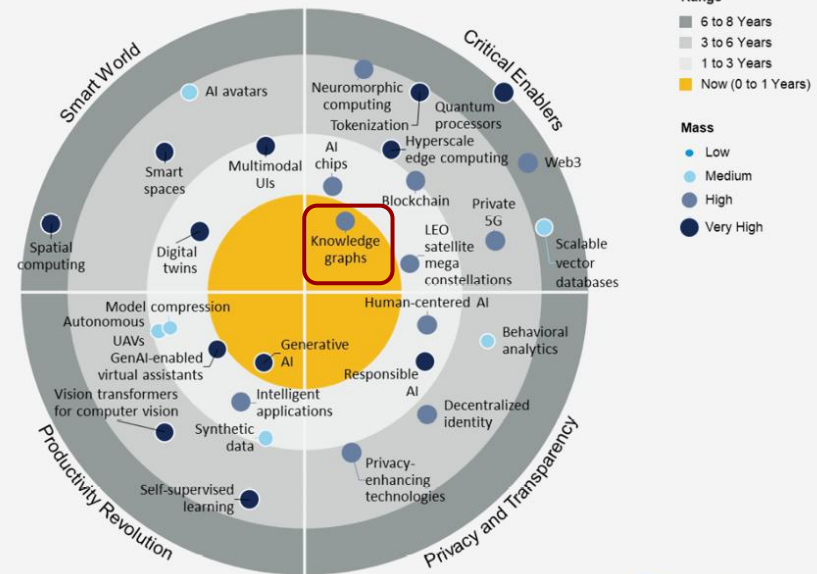 Range
6 to 8 Years
3 to 6 Years
1 to 3 Years
Now (0 to 1 Years)
Mass
Low
Medium
High
Very High
Smart World
AI avatars
Smart
spaces
Multimodal
UIs
Spatial
computing
Digital
twins
Critical Enablers
Neuromorphic
computing
Tokenization
Quantum
processors
AI
chips
Hyperscale
edge computing
Web3
Blockchain
Private
5G
Knowledge
graphs
LEO
satellite
mega
constellations
Scalable
vector
databases
Model compression
Autonomous
UAVs
GenAI-enabled
virtual assistants
Generative
AI
Vision transformers
for computer vision
Intelligent
applications
Synthetic
data
Self-supervised
learning
Productivity Revolution
Human-centered AI
Behavioral
analytics
Responsible
AI
Decentralized
identity
Privacy-
enhancing
technologies
Privacy and Transparency